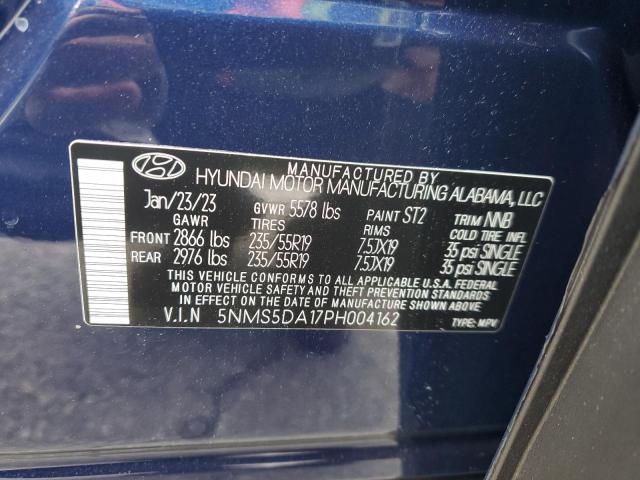 MANUFACTURED BY
HYUNDAI MOTOR MANUFACTURING ALABAMA, LLC
Jan/23/23 GVWR 5578 lbs PAINT ST2 TRIM NNB
GAWR TIRES RIMS COLD TIRE INFL
FRONT 2866 lbs 235/55R19 7.5JX19 35 psi SINGLE
REAR 2976 lbs 235/55R19 7.5JX19 35 psi SINGLE
THIS VEHICLE CONFORMS TO ALL APPLICABLE U.S.A. FEDERAL
MOTOR VEHICLE SAFETY AND THEFT PREVENTION STANDARDS
IN EFFECT ON THE DATE OF MANUFACTURE SHOWN ABOVE.
V.I.N 5NMS5DA17PH004162 TYPE: MPV